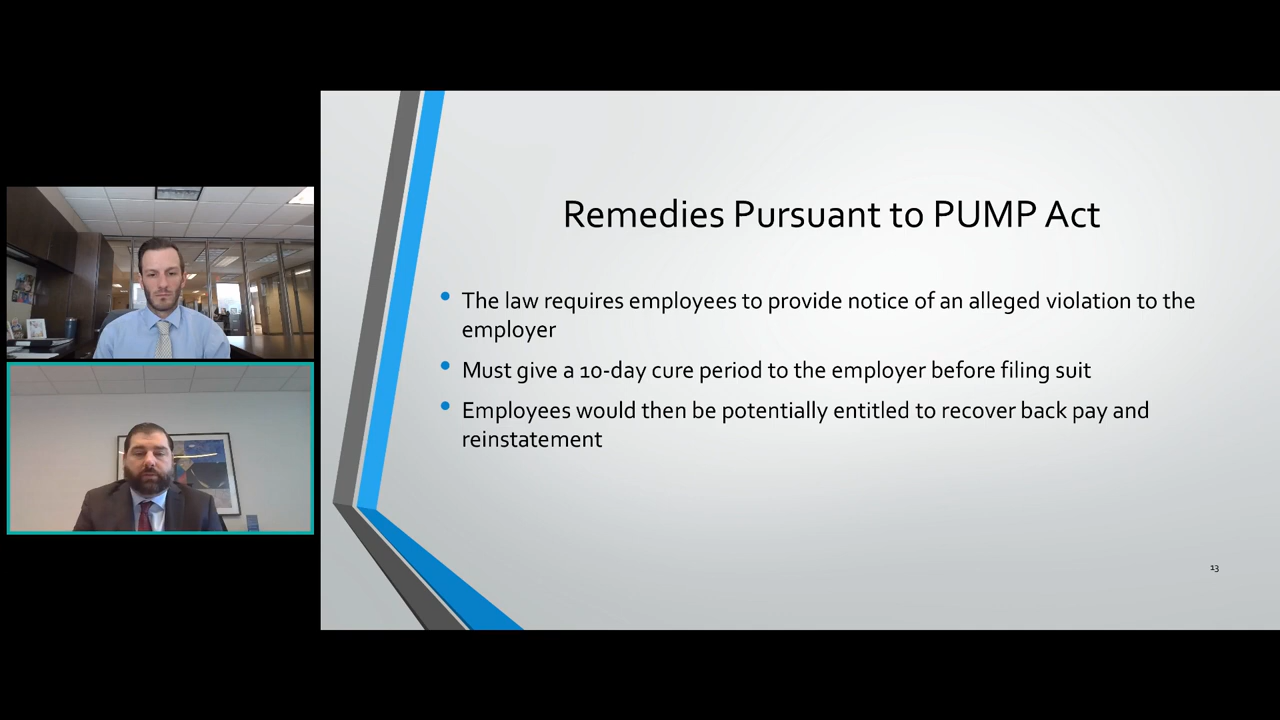 Remedies Pursuant to PUMP Act
The law requires employees to provide notice of an alleged violation to the
employer
Must give a 10-day cure period to the employer before filing suit
Employees would then be potentially entitled to recover back pay and
reinstatement
13